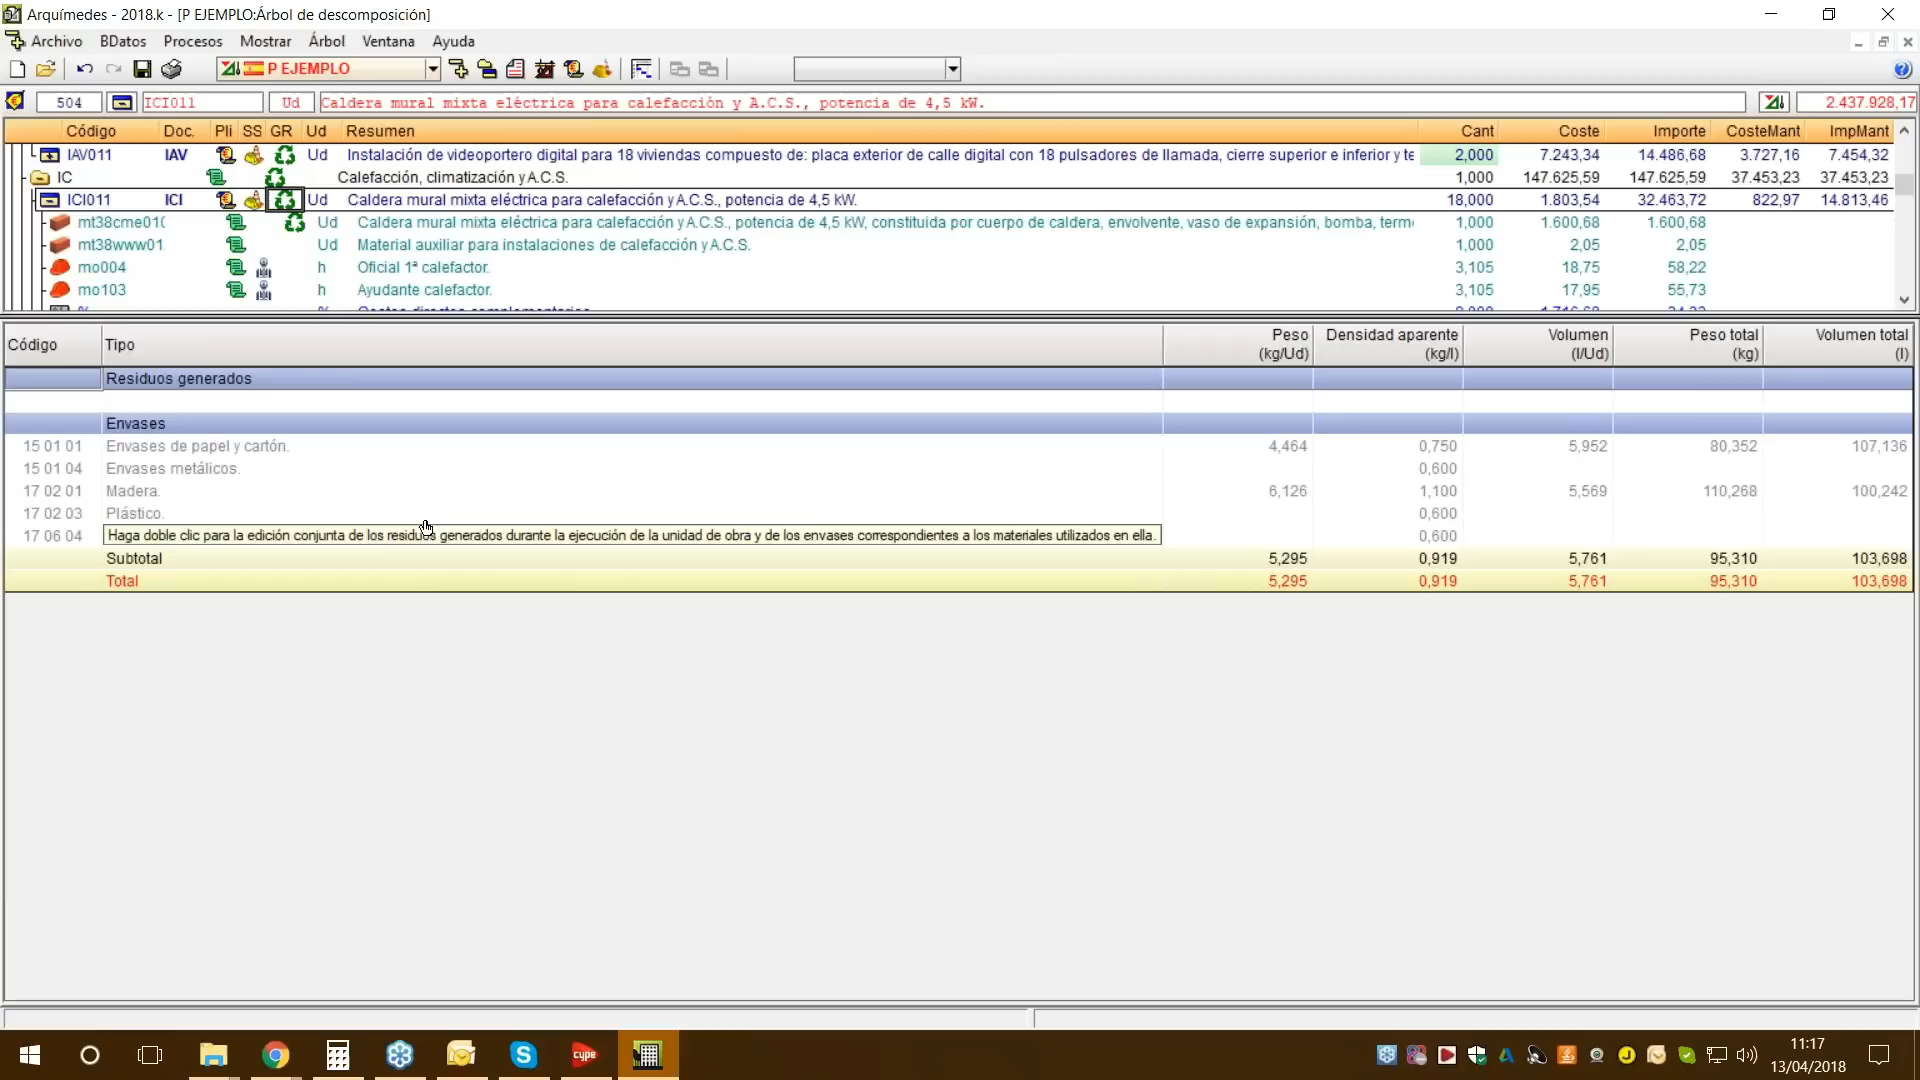 Arquímedes - 2018.k - [P EJEMPLO:Árbol de descomposición]
Archivo BDatos Procesos Mostrar Árbol Ventana Ayuda
P EJEMPLO
504 ICI011 Ud Caldera mural mixta eléctrica para calefacción y A.C.S., potencia de 4,5 kW. 2.437.928,17
Código Doc. Pli SS GR Ud Resumen Cant Coste Importe CosteMant ImpMant
IAV011 IAV Ud Instalación de videoportero digital para 18 viviendas compuesto de: placa exterior de calle digital con 18 pulsadores de llamada, cierre superior e inferior y te 2,000 7.243,34 14.486,68 3.727,16 7.454,32
IC Calefacción, climatización y A.C.S. 1,000 147.625,59 147.625,59 37.453,23 37.453,23
ICI011 ICI Ud Caldera mural mixta eléctrica para calefacción y A.C.S., potencia de 4,5 kW. 18,000 1.803,54 32.463,72 822,97 14.813,46
mt38cme010 Ud Caldera mural mixta eléctrica para calefacción y A.C.S., potencia de 4,5 kW, constituida por cuerpo de caldera, envolvente, vaso de expansión, bomba, term 1,000 1.600,68 1.600,68
mt38www01 Ud Material auxiliar para instalaciones de calefacción y A.C.S. 1,000 2,05 2,05
mo004 h Oficial 1ª calefactor. 3,105 18,75 58,22
mo103 h Ayudante calefactor. 3,105 17,95 55,73
% % Costes directos complementarios
Código Tipo Peso (kg/Ud) Densidad aparente (kg/l) Volumen (l/Ud) Peso total (kg) Volumen total (l)
Residuos generados
Envases
15 01 01 Envases de papel y cartón. 4,464 0,750 5,952 80,352 107,136
15 01 04 Envases metálicos. 0,600
17 02 01 Madera. 6,126 1,100 5,569 110,268 100,242
17 02 03 Plástico. 0,600
17 06 04 Haga doble clic para la edición conjunta de los residuos generados durante la ejecución de la unidad de obra y de los envases correspondientes a los materiales utilizados en ella. 0,600
Subtotal 5,295 0,919 5,761 95,310 103,698
Total 5,295 0,919 5,761 95,310 103,698
cype
11:17
13/04/2018